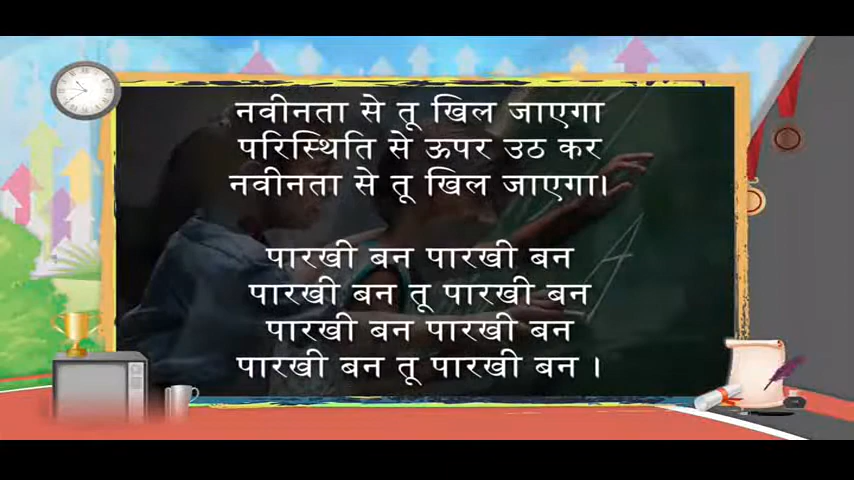 नवीनता से तू खिल जाएगा
परिस्थिति से ऊपर उठ कर
नवीनता से तू खिल जाएगा।
पारखी बन पारखी बन
पारखी बन तू पारखी बन
पारखी बन पारखी बन
पारखी बन तू पारखी बन ।